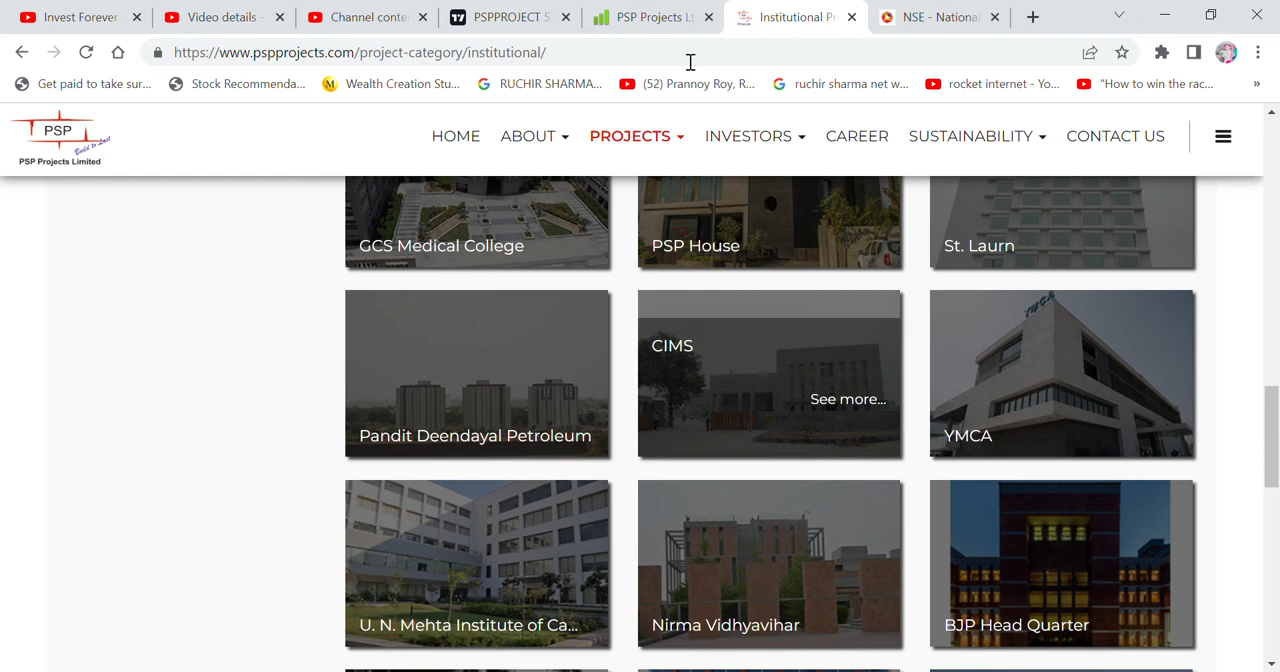 Invest Forever
Video details -
Channel conte
PSPPROJECT 5
PSP Projects Lt
Institutional Pr
NSE - National
https://www.pspprojects.com/project-category/institutional/
Get paid to take sur...
Stock Recommenda...
M
Wealth Creation Stu...
RUCHIR SHARMA...
(52) Prannoy Roy, R...
ruchir sharma net w...
rocket internet - Yo...
"How to win the rac...
»
PSP
Build to Last
PSP Projects Limited
HOME
ABOUT
PROJECTS
INVESTORS
CAREER
SUSTAINABILITY
CONTACT US
GCS Medical College
PSP House
St. Laurn
Pandit Deendayal Petroleum
CIMS
See more...
YMCA
YMCA
U. N. Mehta Institute of Ca...
Nirma Vidhyavihar
BJP Head Quarter